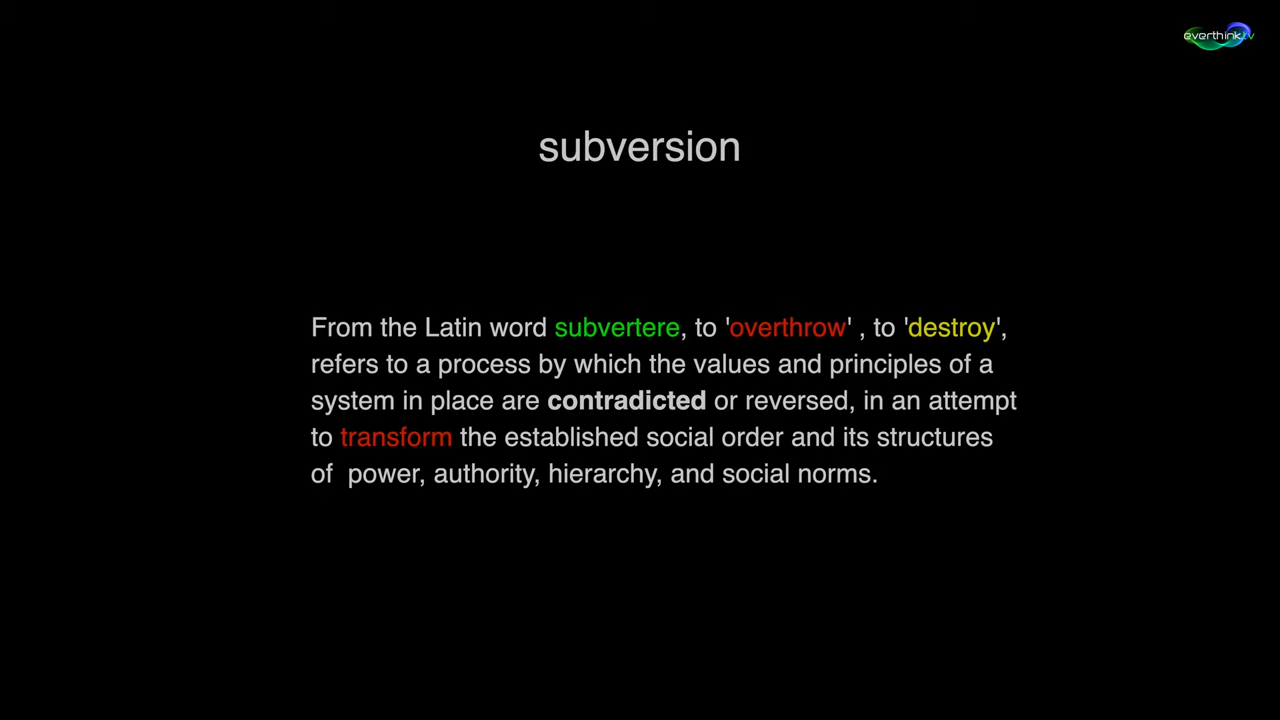 everthink.tv
subversion
From the Latin word subvertere, to 'overthrow' , to 'destroy',
refers to a process by which the values and principles of a
system in place are contradicted or reversed, in an attempt
to transform the established social order and its structures
of  power, authority, hierarchy, and social norms.